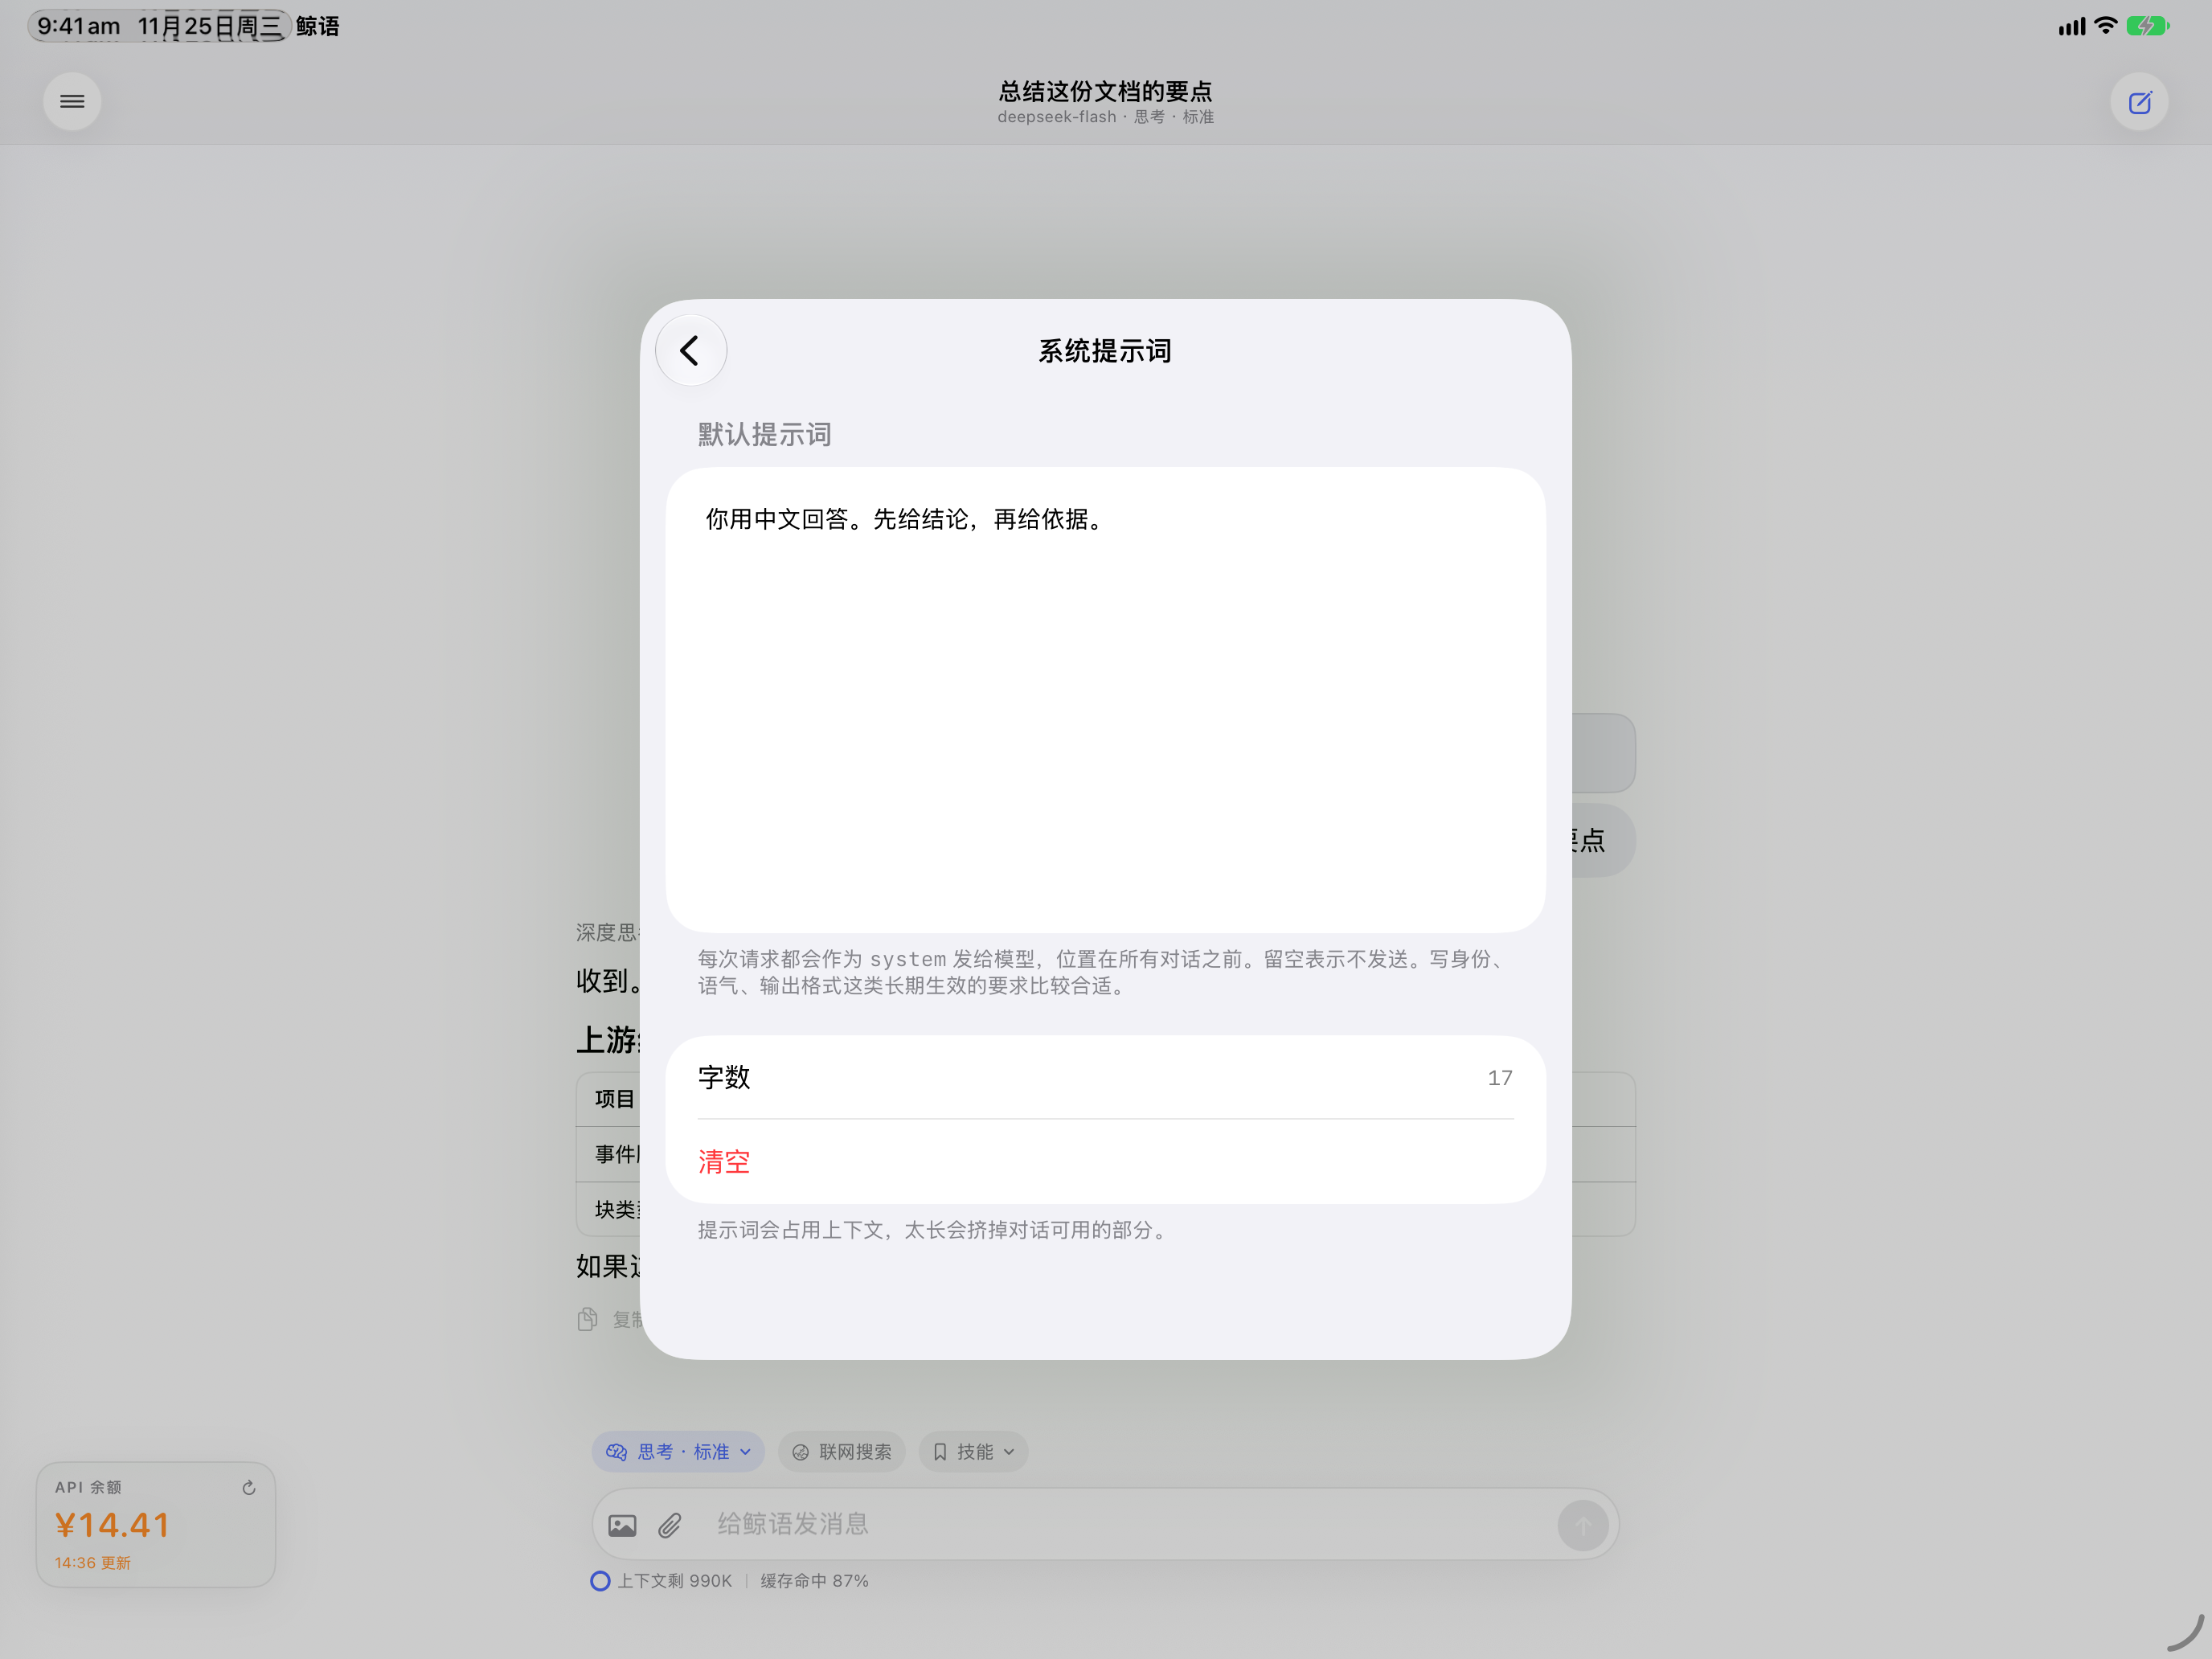 9:41am 11月25日周三 鲸语
总结这份文档的要点
deepseek-flash · 思考 · 标准
系统提示词
默认提示词
你用中文回答。先给结论，再给依据。
每次请求都会作为 system 发给模型，位置在所有对话之前。留空表示不发送。写身份、
语气、输出格式这类长期生效的要求比较合适。
字数 17
清空
提示词会占用上下文，太长会挤掉对话可用的部分。
要点
深度思
收到。
上游
项目
事件
块类
如果
复制
思考 · 标准
联网搜索
技能
API 余额
¥14.41
14:36 更新
给鲸语发消息
上下文剩 990K
缓存命中 87%